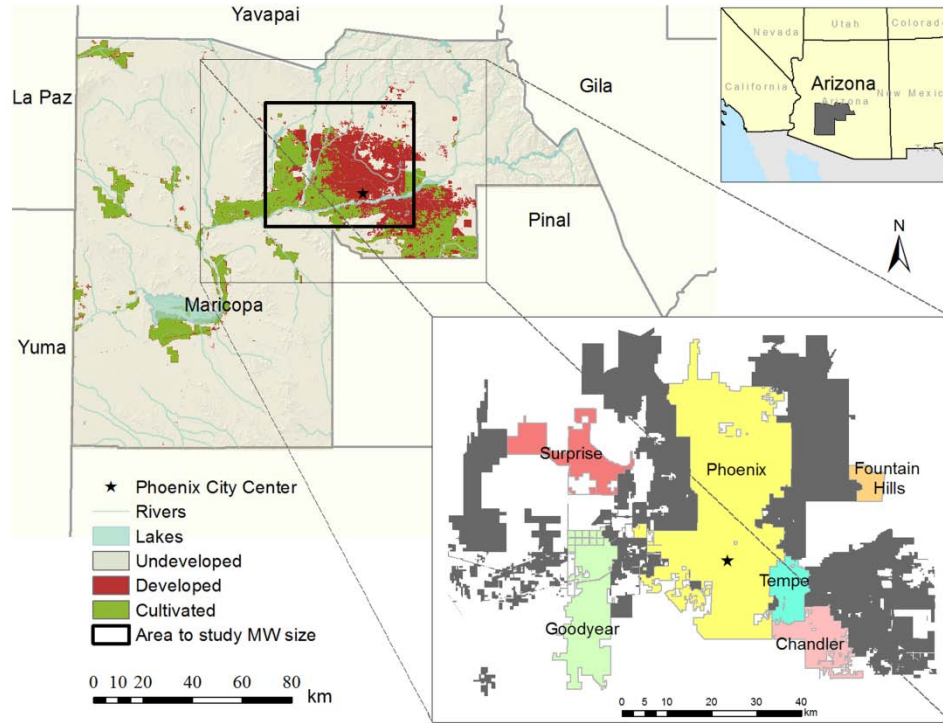 Yavapai
La Paz
Gila
Pinal
Maricopa
Yuma
Nevada
Utah
Colorado
California
Arizona
Arizona
New Mexico
N
★ Phoenix City Center
Rivers
Lakes
Undeveloped
Developed
Cultivated
Area to study MW size
0 10 20 40 60 80
km
Surprise
Phoenix
Fountain
Hills
Tempe
Goodyear
Chandler
0 5 10 20 30 40
km